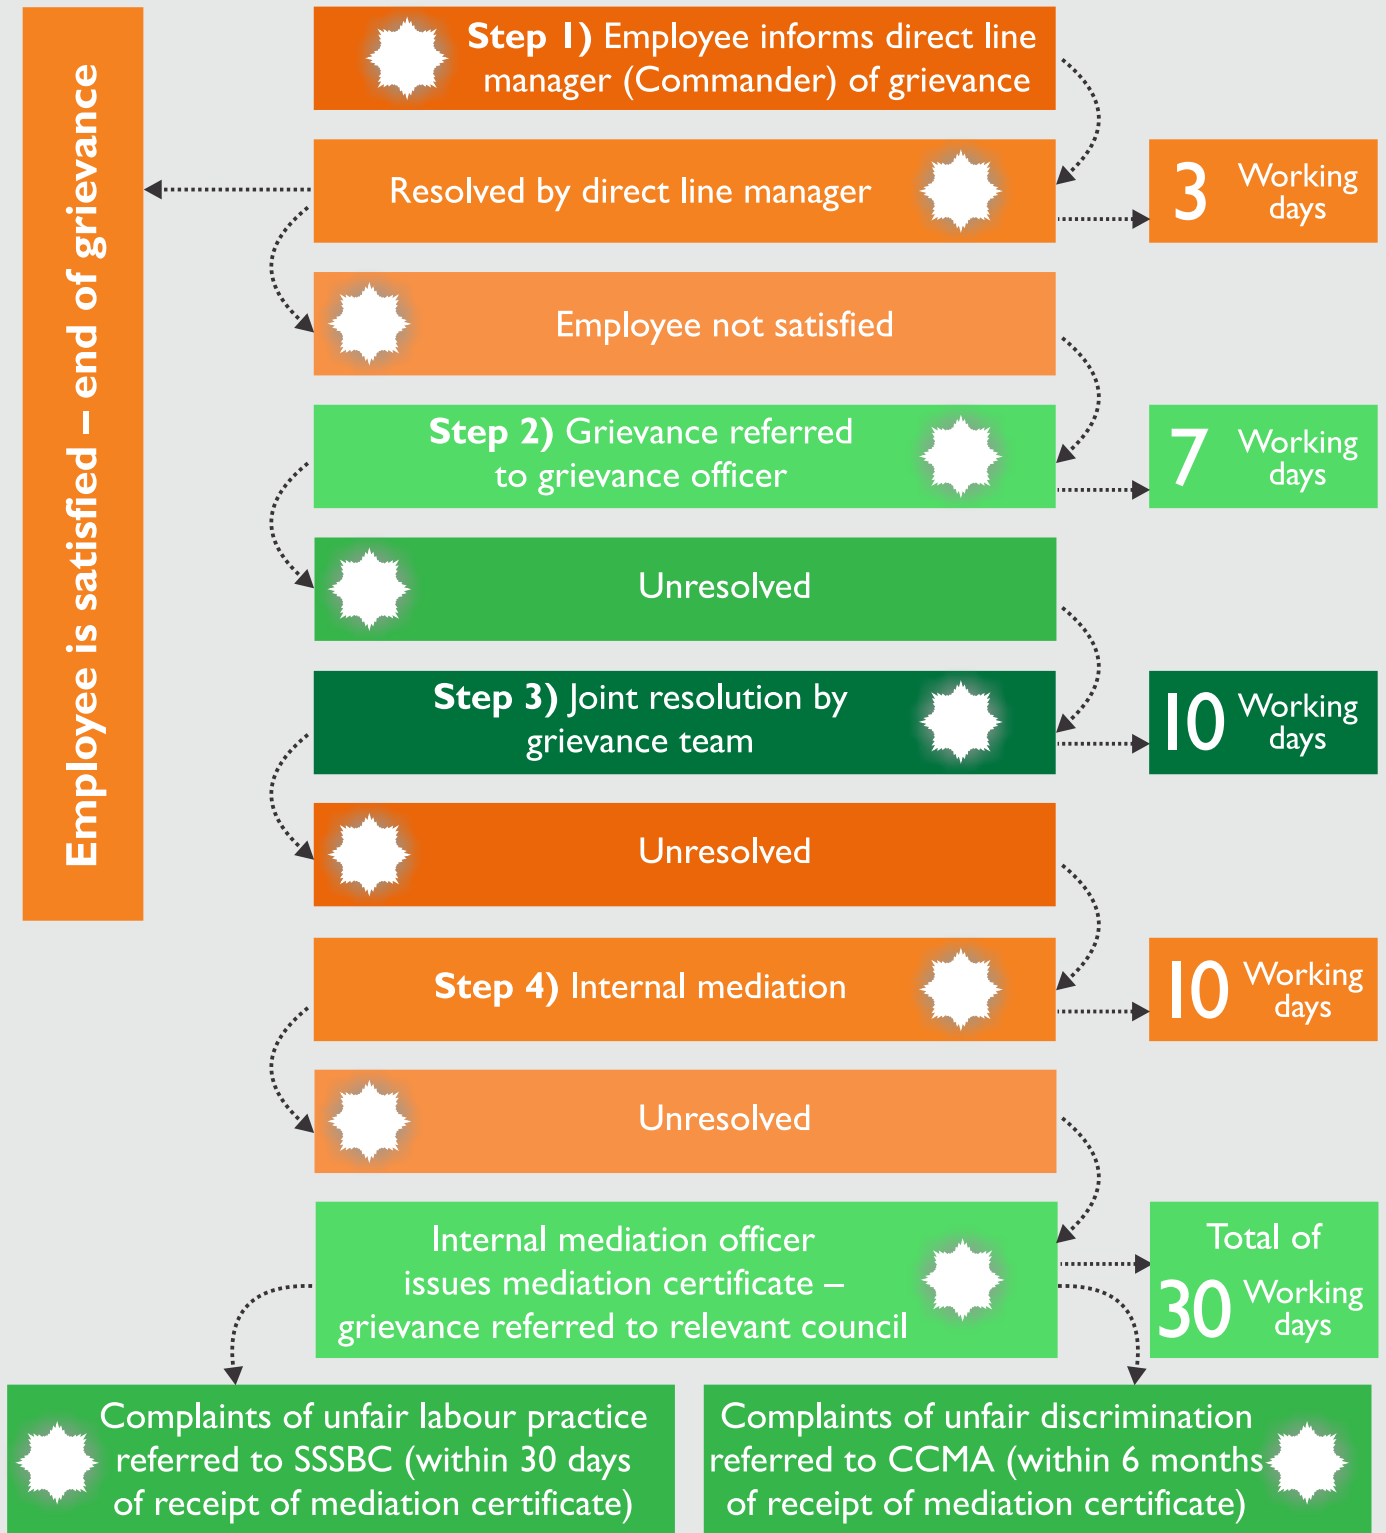 Employee is satisfied – end of grievance
Step 1) Employee informs direct line
manager (Commander) of grievance
Resolved by direct line manager
3 Working
days
Employee not satisfied
Step 2) Grievance referred
to grievance officer
7 Working
days
Unresolved
Step 3) Joint resolution by
grievance team
10 Working
days
Unresolved
Step 4) Internal mediation
10 Working
days
Unresolved
Internal mediation officer
issues mediation certificate –
grievance referred to relevant council
Total of
30 Working
days
Complaints of unfair labour practice
referred to SSSBC (within 30 days
of receipt of mediation certificate)
Complaints of unfair discrimination
referred to CCMA (within 6 months
of receipt of mediation certificate)